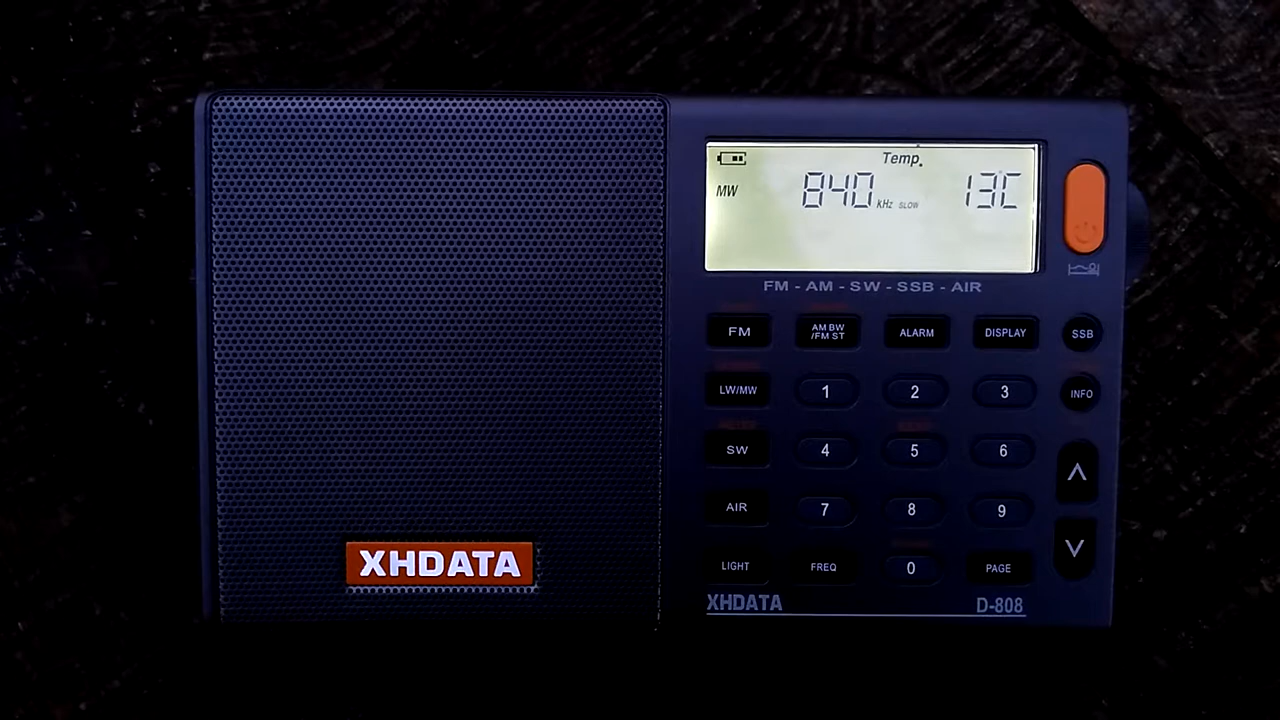 Temp.
MW 840 kHz SLOW 13°C
FM - AM - SW - SSB - AIR
FM AM BW /FM ST ALARM DISPLAY SSB
LW/MW 1 2 3 INFO
SW 4 5 6
AIR 7 8 9
LIGHT FREQ 0 PAGE
XHDATA
XHDATA D-808